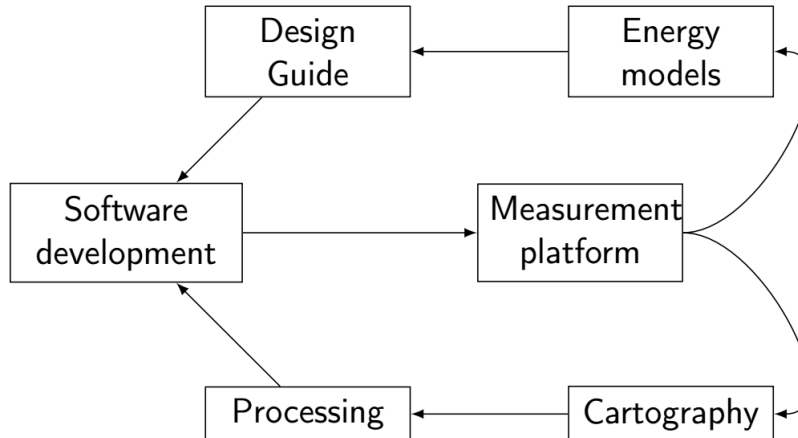 Design
Guide
Energy
models
Software
development
Measurement
platform
Processing
Cartography